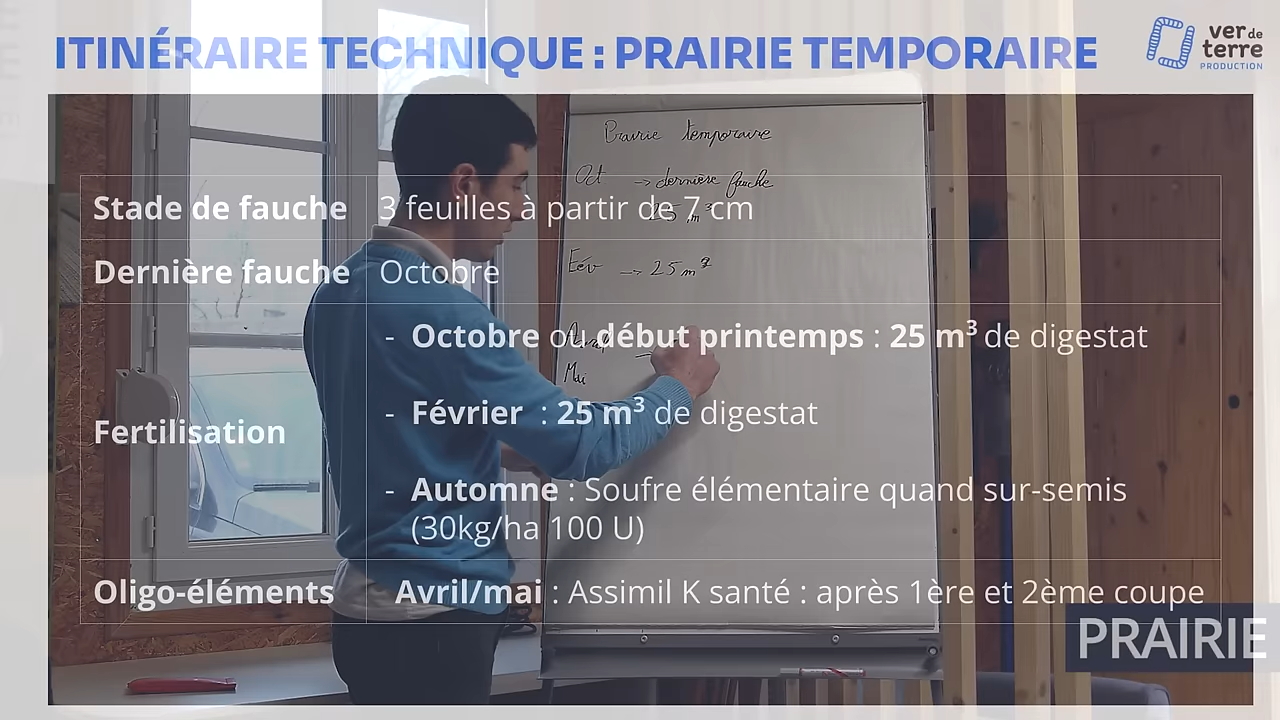 ITINÉRAIRE TECHNIQUE : PRAIRIE TEMPORAIRE
ver de
terre
PRODUCTION
Prairie temporaire
Oct → dernière fauche
25 m³
Fév → 25 m³
Avril →
Mai
Stade de fauche 3 feuilles à partir de 7 cm
Dernière fauche Octobre
Fertilisation
- Octobre ou début printemps : 25 m³ de digestat
- Février : 25 m³ de digestat
- Automne : Soufre élémentaire quand sur-semis
(30kg/ha 100 U)
Oligo-éléments Avril/mai : Assimil K santé : après 1ère et 2ème coupe
PRAIRIE